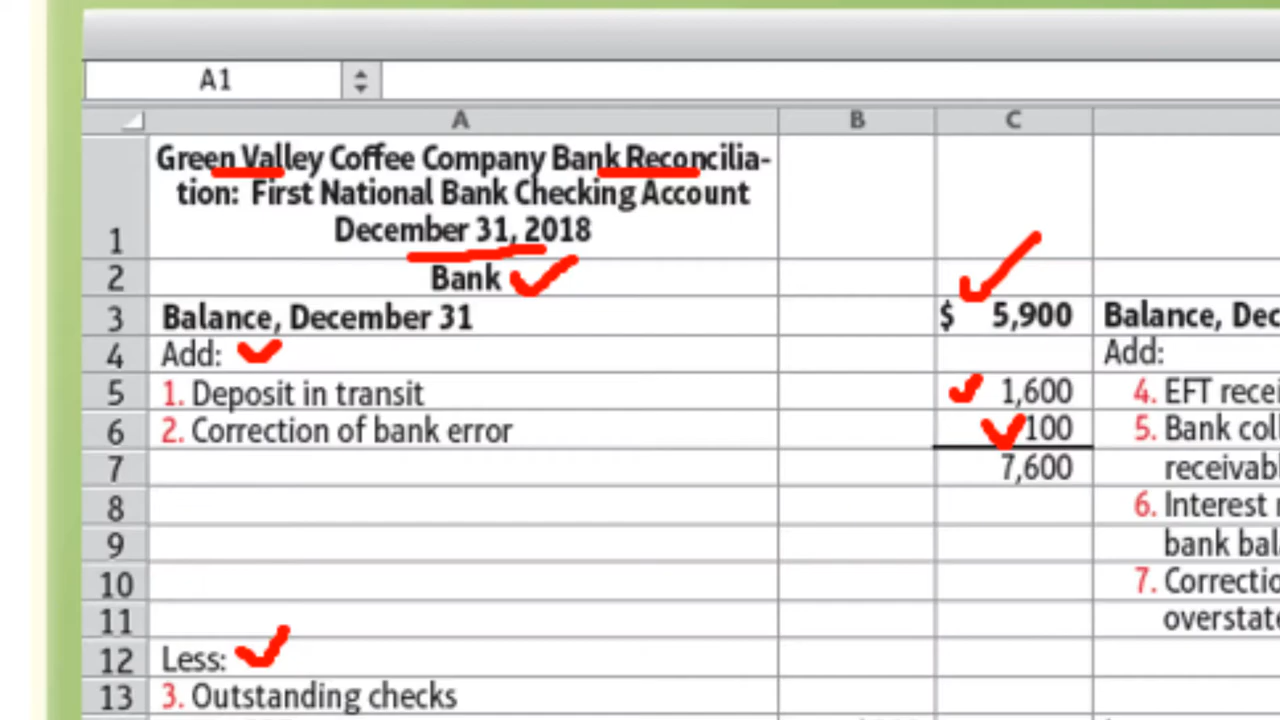 A1
A B C
Green Valley Coffee Company Bank Reconcilia-
tion: First National Bank Checking Account
1 December 31, 2018
2 Bank
3 Balance, December 31 $ 5,900 Balance, Dec
4 Add: Add:
5 1. Deposit in transit 1,600 4. EFT recei
6 2. Correction of bank error 100 5. Bank col
7 7,600 receivab
8 6. Interest
9 bank bal
10 7. Correctio
11 overstate
12 Less:
13 3. Outstanding checks